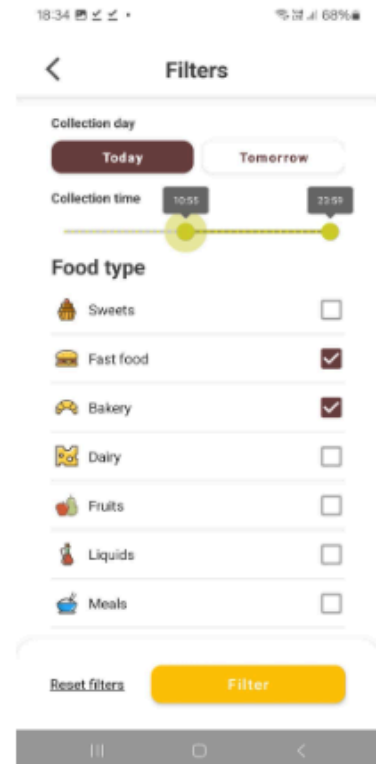 18:34 68%
Filters
Collection day
Today Tomorrow
Collection time 10:55 23:59
Food type
Sweets
Fast food
Bakery
Dairy
Fruits
Liquids
Meals
Reset filters Filter